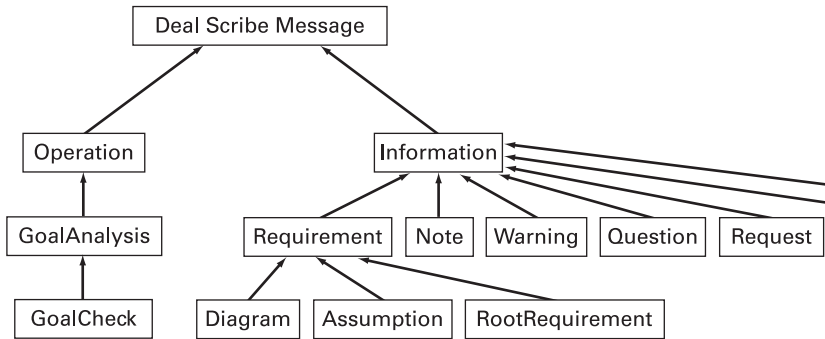 Deal Scribe Message
Operation
Information
GoalAnalysis
Requirement
Note
Warning
Question
Request
GoalCheck
Diagram
Assumption
RootRequirement